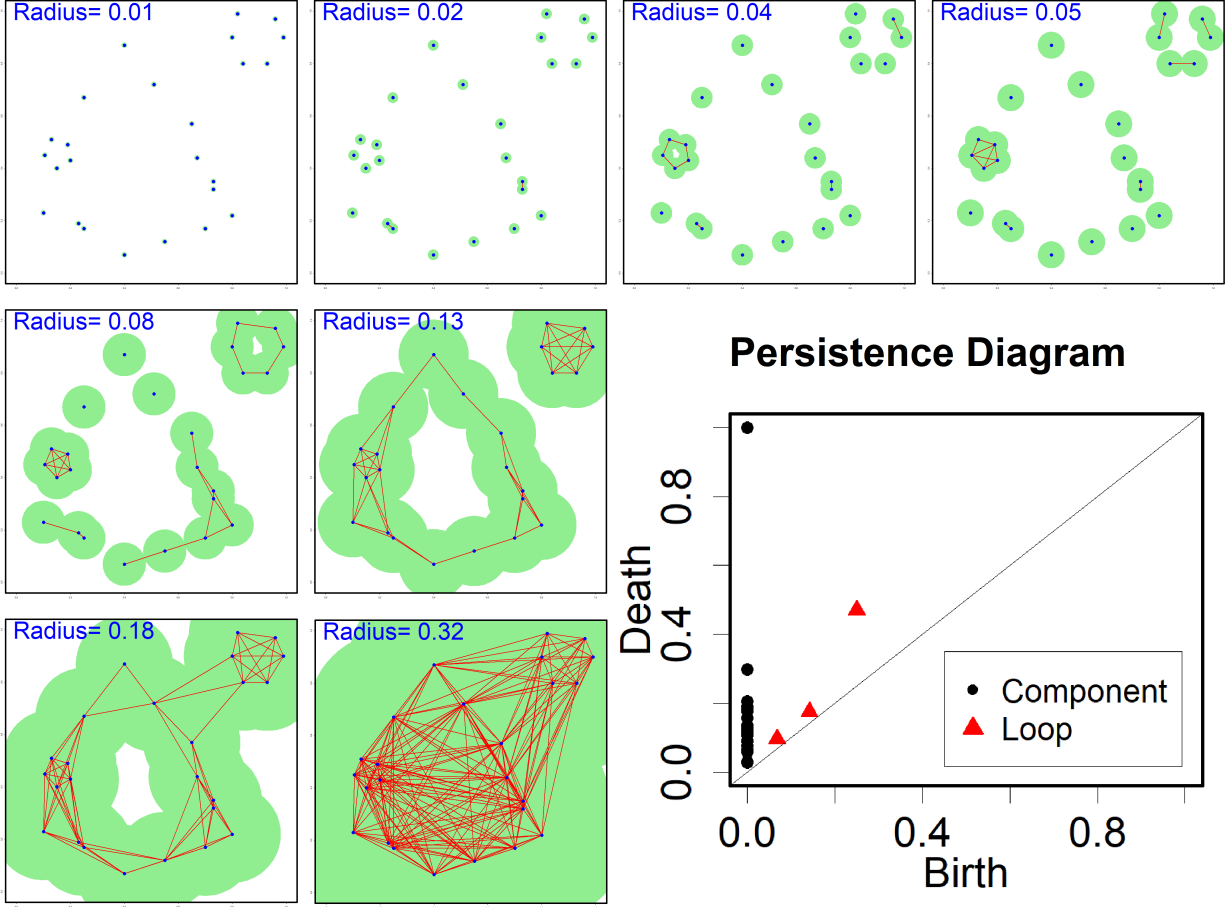 Radius= 0.01
Radius= 0.02
Radius= 0.04
Radius= 0.05
Radius= 0.08
Radius= 0.13
Persistence Diagram
Death
0.8
0.4
0.0
Component
Loop
0.0 0.4 0.8
Birth
Radius= 0.18
Radius= 0.32